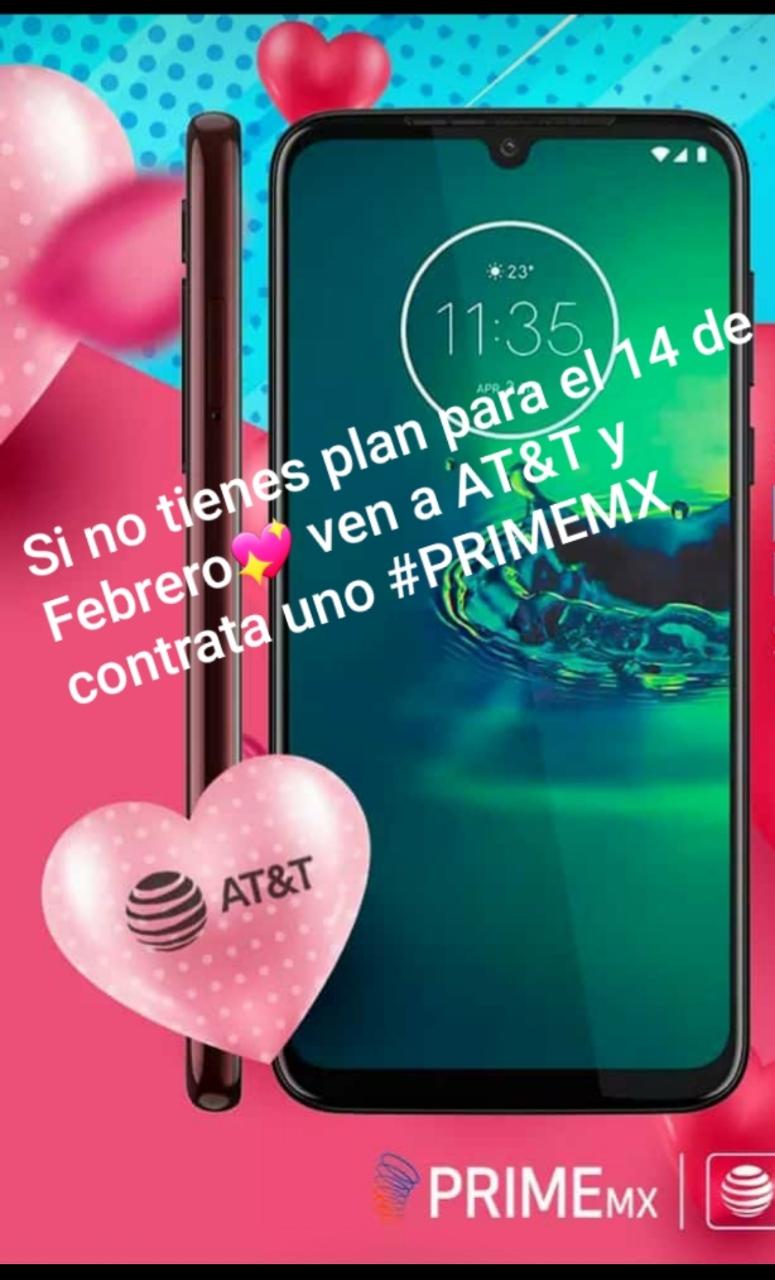 23°
11:35
Si no tienes plan para el 14 de
Febrero💖 ven a AT&T y
contrata uno #PRIMEMX
AT&T
PRIMEMX